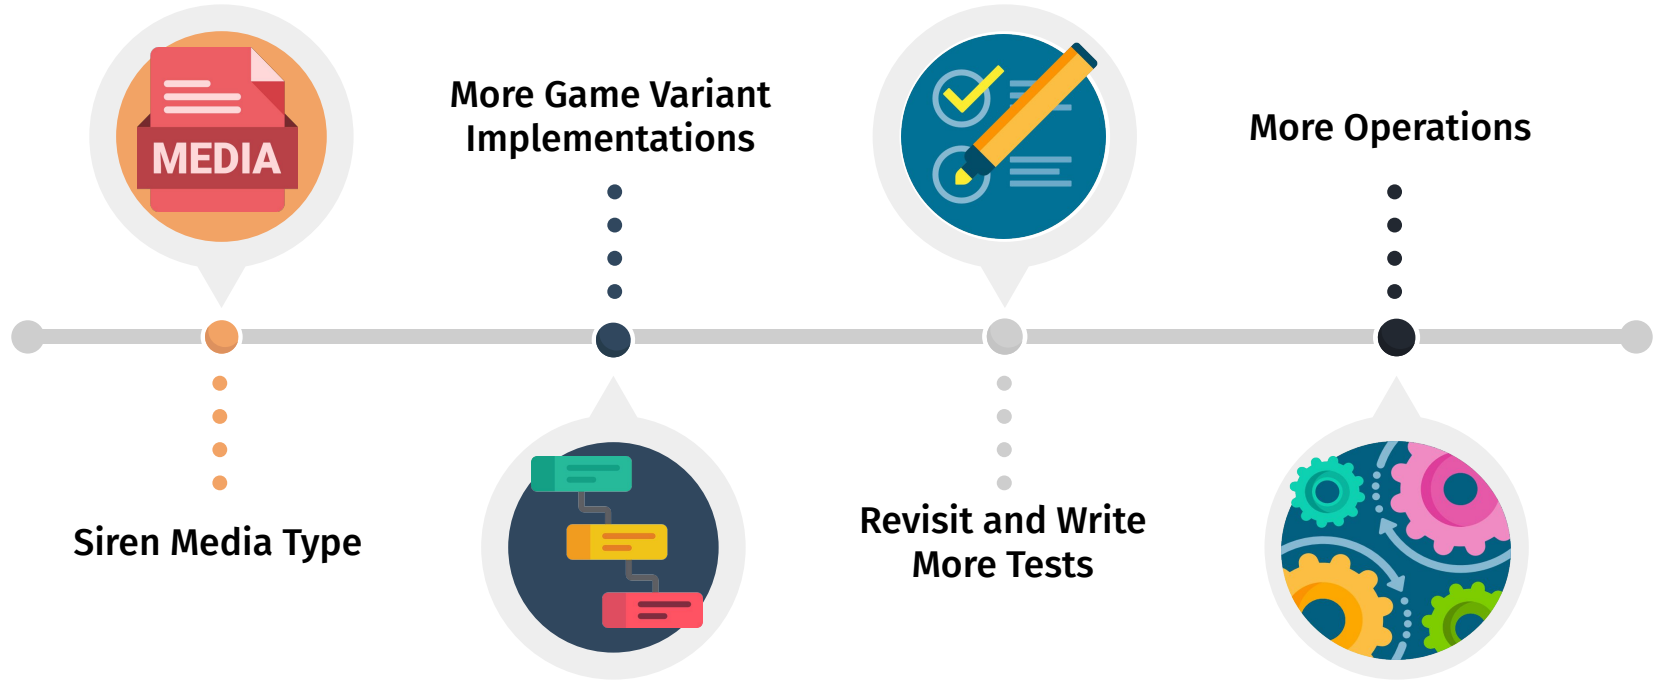 MEDIA
Siren Media Type
More Game Variant
Implementations
Revisit and Write
More Tests
More Operations